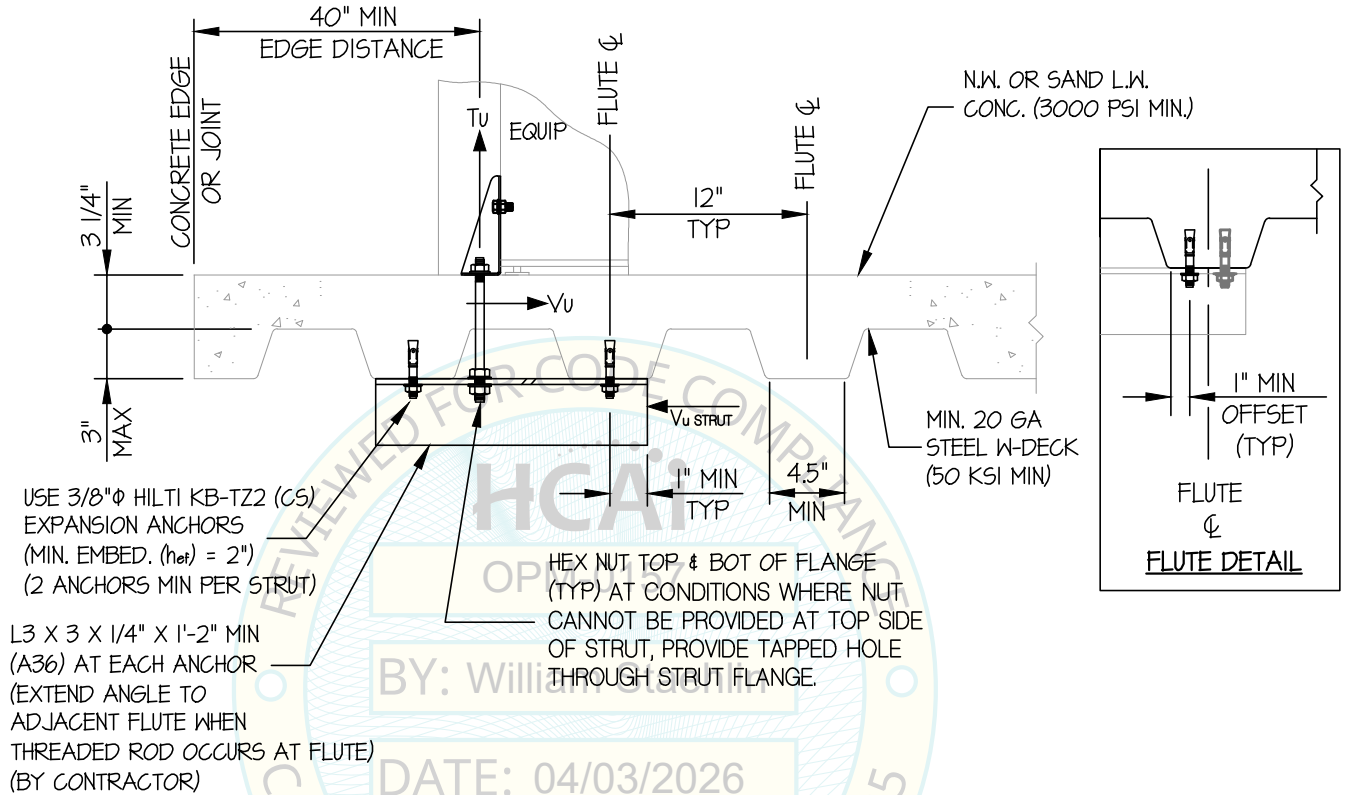 40" MIN
EDGE DISTANCE
CONCRETE EDGE
OR JOINT
Tu
EQUIP
FLUTE ℄
FLUTE ℄
12"
TYP
N.W. OR SAND L.W.
CONC. (3000 PSI MIN.)
3 1/4"
MIN
Vu
3"
MAX
Vu STRUT
1" MIN
TYP
4.5"
MIN
MIN. 20 GA
STEEL W-DECK
(50 KSI MIN)
1" MIN
OFFSET
(TYP)
FLUTE
℄
FLUTE DETAIL
USE 3/8"Φ HILTI KB-TZ2 (CS)
EXPANSION ANCHORS
(MIN. EMBED. (hef) = 2")
(2 ANCHORS MIN PER STRUT)
HEX NUT TOP & BOT OF FLANGE
(TYP) AT CONDITIONS WHERE NUT
CANNOT BE PROVIDED AT TOP SIDE
OF STRUT, PROVIDE TAPPED HOLE
THROUGH STRUT FLANGE.
L3 X 3 X 1/4" X 1'-2" MIN
(A36) AT EACH ANCHOR
(EXTEND ANGLE TO
ADJACENT FLUTE WHEN
THREADED ROD OCCURS AT FLUTE)
(BY CONTRACTOR)
REVIEWED FOR CODE COMPLIANCE
HCAi
OPM-0157
BY: William Staehlin
DATE: 04/03/2026